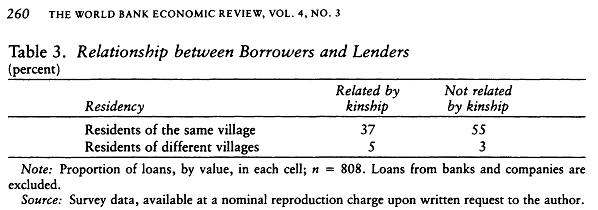 260 THE WORLD BANK ECONOMIC REVIEW, VOL. 4, NO. 3
Table 3. Relationship between Borrowers and Lenders
(percent)
Related by Not related
Residency kinship by kinship
Residents of the same village 37 55
Residents of different villages 5 3
Note: Proportion of loans, by value, in each cell; n = 808. Loans from banks and companies are
excluded.
Source: Survey data, available at a nominal reproduction charge upon written request to the author.